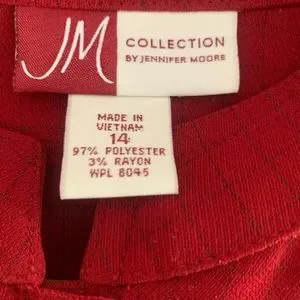 JM
COLLECTION
BY JENNIFER MOORE
MADE IN
VIETNAM
14
97% POLYESTER
3% RAYON
WPL 8045